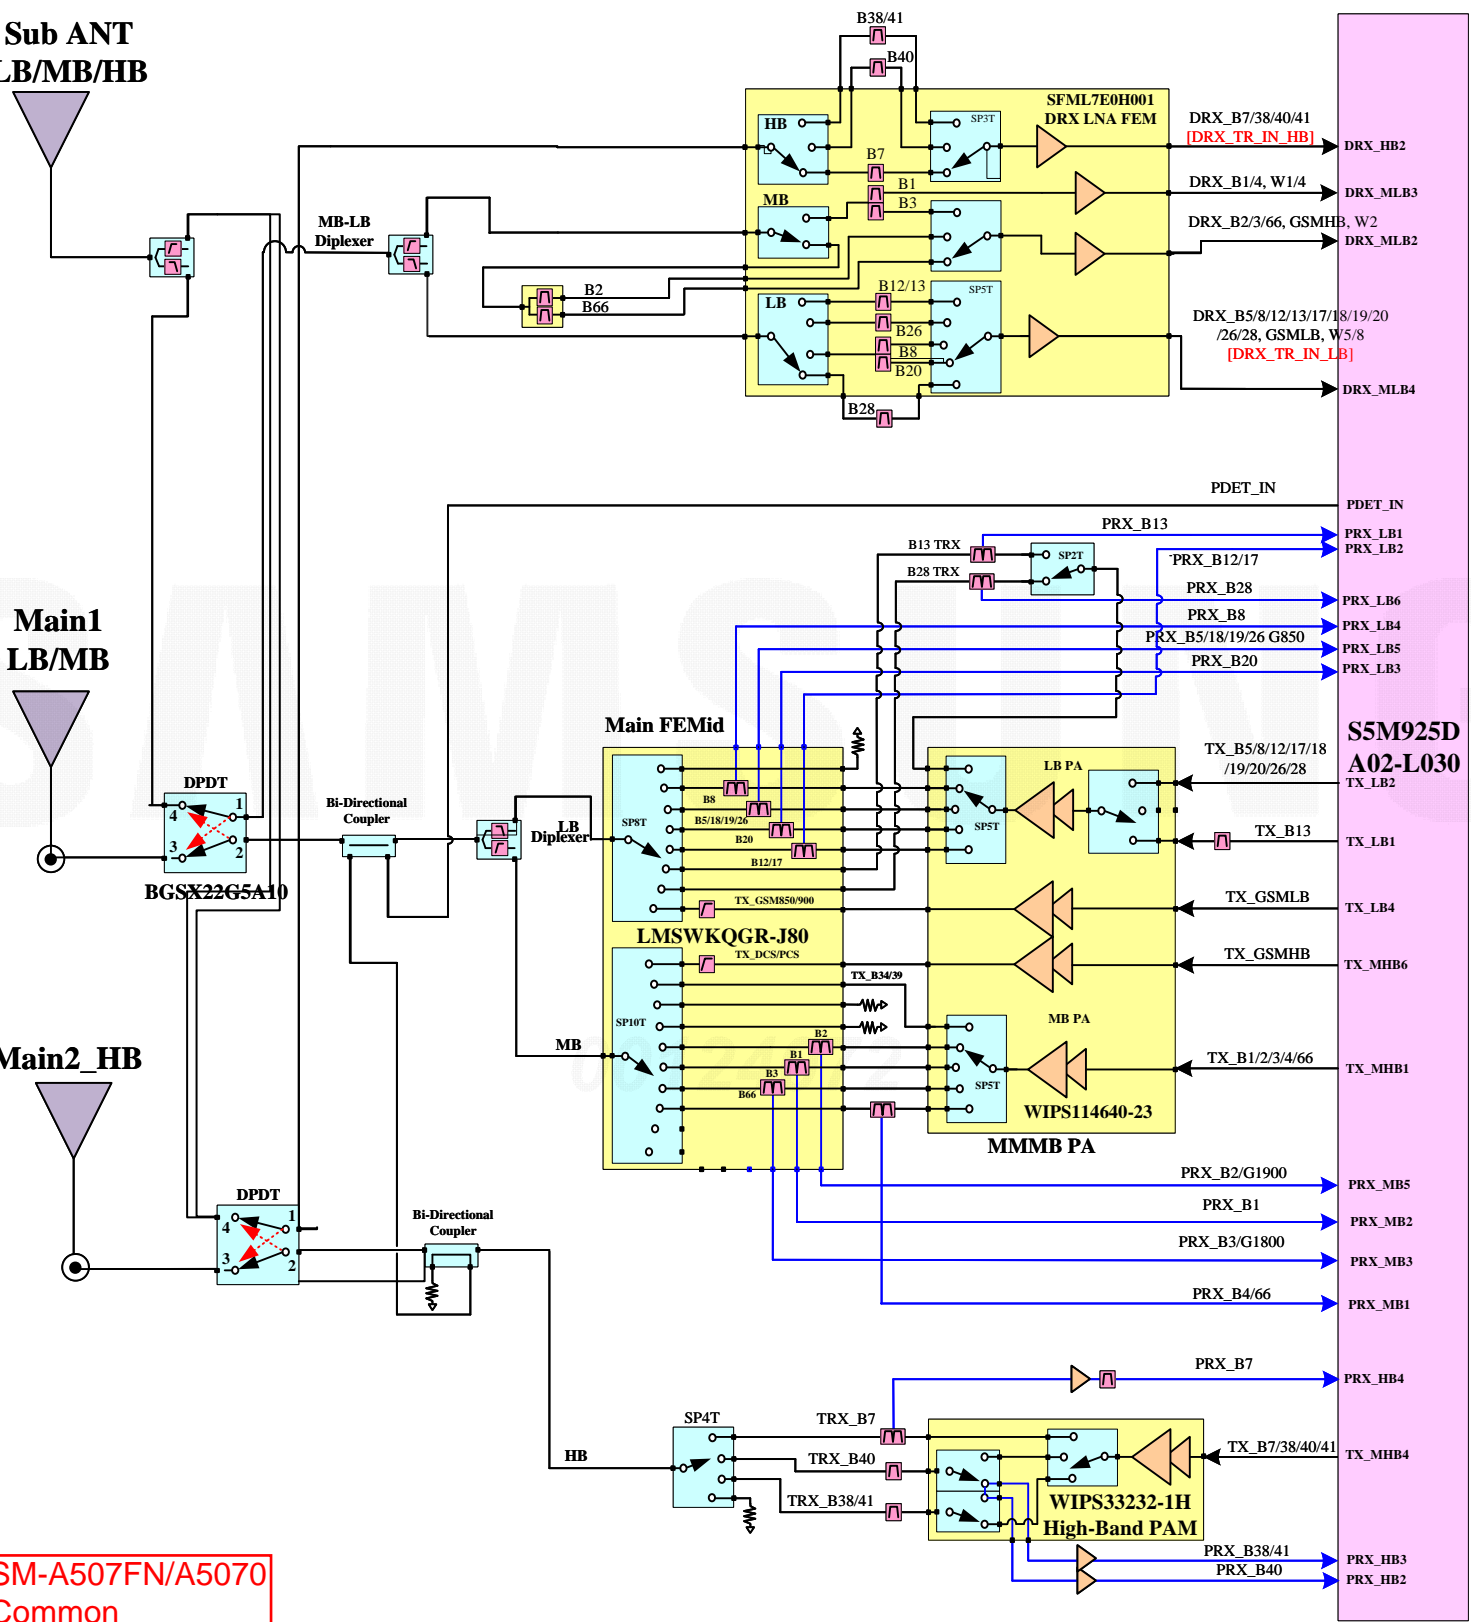 Sub ANT
LB/MB/HB
Main1
LB/MB
Main2_HB
MB-LB
Diplexer
B38/41
B40
SFML7E0H001
DRX LNA FEM
HB
SP3T
B7
B1
MB
B3
B2
B66
LB
B12/13
SP5T
B26
B8
B20
B28
DRX_B7/38/40/41
[DRX_TR_IN_HB]
DRX_HB2
DRX_B1/4, W1/4
DRX_MLB3
DRX_B2/3/66, GSMHB, W2
DRX_MLB2
DRX_B5/8/12/13/17/18/19/20
/26/28, GSMLB, W5/8
[DRX_TR_IN_LB]
DRX_MLB4
PDET_IN
PDET_IN
PRX_B13
PRX_LB1
PRX_LB2
PRX_B12/17
B13 TRX
SP2T
B28 TRX
PRX_B28
PRX_LB6
PRX_B8
PRX_LB4
PRX_B5/18/19/26 G850
PRX_LB5
PRX_B20
PRX_LB3
SAMSUNG
S5M925D
A02-L030
Main FEMid
DPDT
1
4
3
2
BGSX22G5A10
Bi-Directional
Coupler
LB
Diplexer
SP8T
B8
B5/18/19/26
B20
B12/17
TX_GSM850/900
LMSWKQGR-J80
TX_DCS/PCS
LB PA
SP5T
TX_B5/8/12/17/18
/19/20/26/28
TX_LB2
TX_B13
TX_LB1
TX_GSMLB
TX_LB4
TX_GSMHB
TX_MHB6
TX_B34/39
SP10T
MB
B2
B1
B3
B66
MB PA
SP5T
WIPS114640-23
MMMB PA
TX_B1/2/3/4/66
TX_MHB1
PRX_B2/G1900
PRX_MB5
PRX_B1
PRX_MB2
PRX_B3/G1800
PRX_MB3
PRX_B4/66
PRX_MB1
DPDT
1
4
3
2
Bi-Directional
Coupler
HB
SP4T
TRX_B7
TRX_B40
TRX_B38/41
PRX_B7
PRX_HB4
TX_B7/38/40/41
TX_MHB4
WIPS33232-1H
High-Band PAM
PRX_B38/41
PRX_HB3
PRX_B40
PRX_HB2
SM-A507FN/A5070
Common